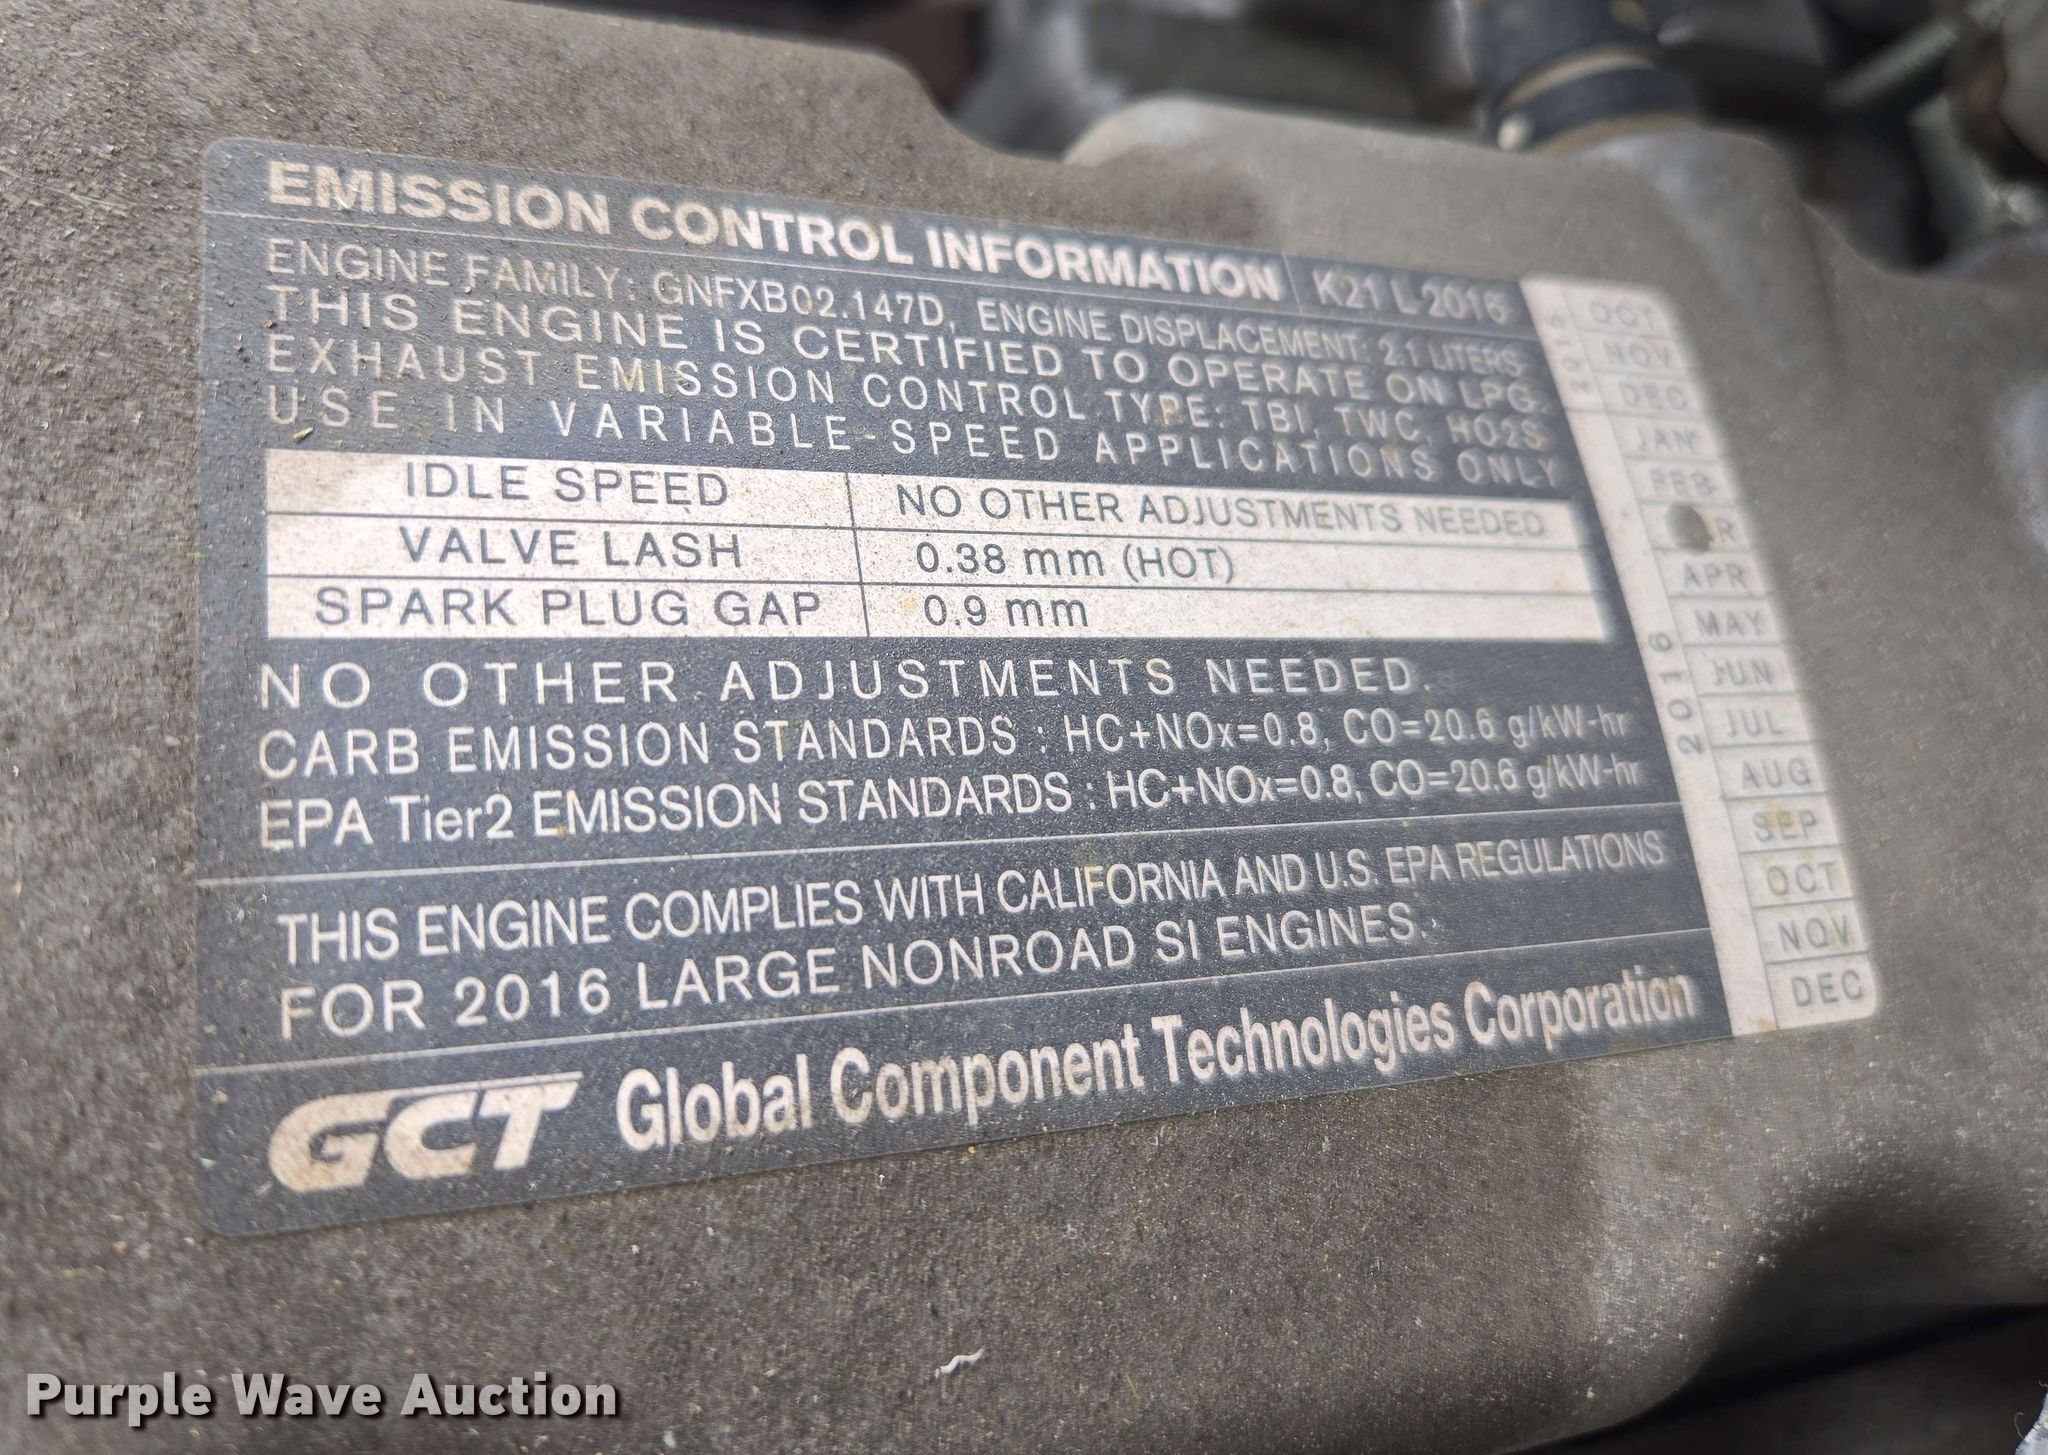 EMISSION CONTROL INFORMATION K21 L-2016
ENGINE FAMILY: GNFXB02.147D, ENGINE DISPLACEMENT: 2.1 LITERS
THIS ENGINE IS CERTIFIED TO OPERATE ON LPG.
EXHAUST EMISSION CONTROL TYPE: TBI, TWC, HO2S
USE IN VARIABLE-SPEED APPLICATIONS ONLY
IDLE SPEED NO OTHER ADJUSTMENTS NEEDED
VALVE LASH 0.38 mm (HOT)
SPARK PLUG GAP 0.9 mm
NO OTHER ADJUSTMENTS NEEDED.
CARB EMISSION STANDARDS : HC+NOx=0.8, CO=20.6 g/kW-hr
EPA Tier2 EMISSION STANDARDS : HC+NOx=0.8, CO=20.6 g/kW-hr
THIS ENGINE COMPLIES WITH CALIFORNIA AND U.S. EPA REGULATIONS
FOR 2016 LARGE NONROAD SI ENGINES.
GCT Global Component Technologies Corporation
OCT
NOV
DEC
JAN
FEB
APR
MAY
JUN
JUL
AUG
SEP
OCT
NOV
DEC
2016
Purple Wave Auction